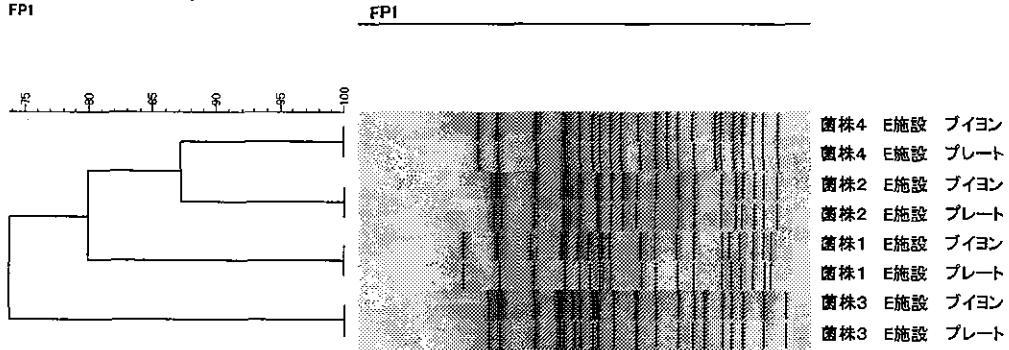 FP1
FP1
75 80 85 90 95 100
菌株4 E施設 ブイヨン
菌株4 E施設 プレート
菌株2 E施設 ブイヨン
菌株2 E施設 プレート
菌株1 E施設 ブイヨン
菌株1 E施設 プレート
菌株3 E施設 ブイヨン
菌株3 E施設 プレート